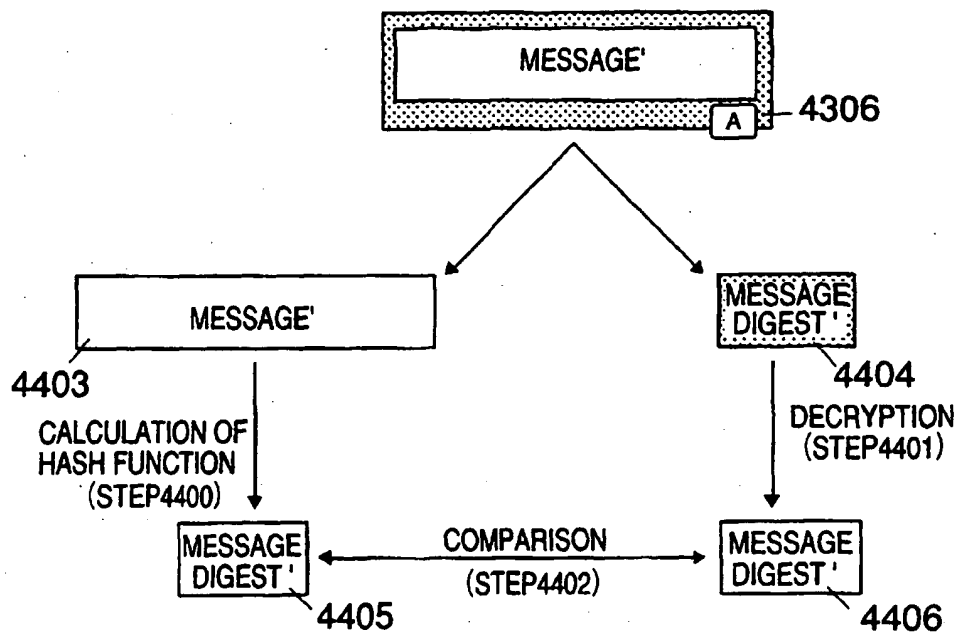 MESSAGE'
A
4306
MESSAGE'
4403
MESSAGE
DIGEST'
4404
CALCULATION OF
HASH FUNCTION
(STEP4400)
DECRYPTION
(STEP4401)
MESSAGE
DIGEST'
4405
COMPARISON
(STEP4402)
MESSAGE
DIGEST'
4406